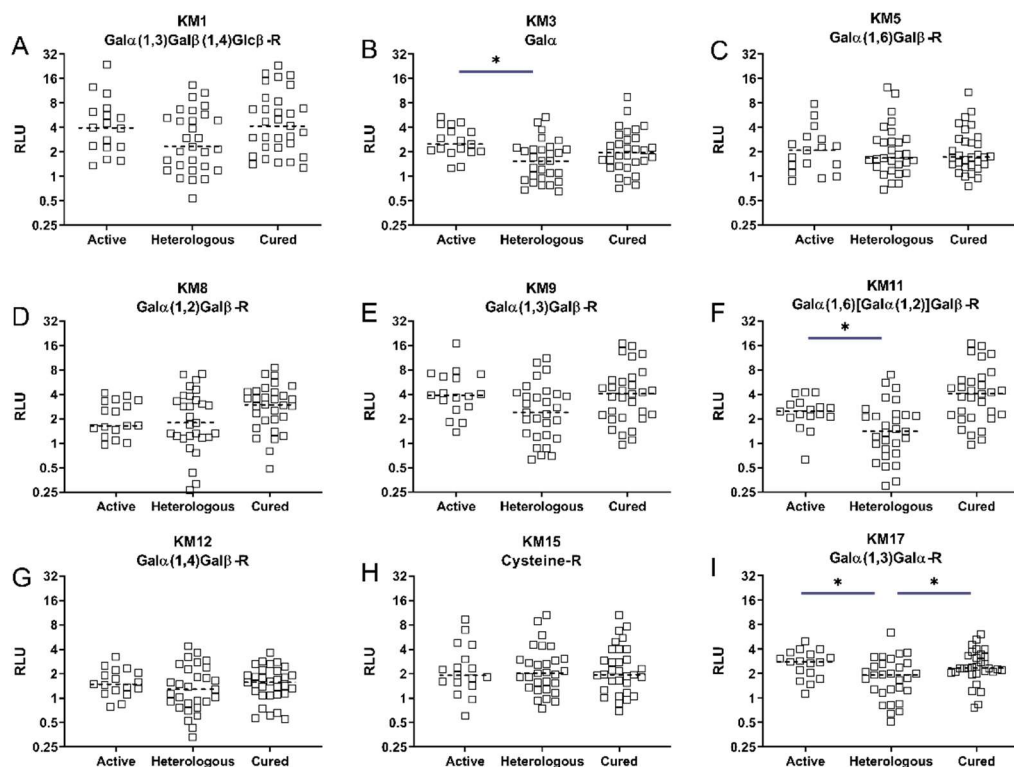 A
KM1
Galα(1,3)Galβ(1,4)Glcβ-R
32
16
8
4
2
1
0.5
0.25
RLU
Active Heterologous Cured
B
KM3
Galα
*
32
16
8
4
2
1
0.5
0.25
RLU
Active Heterologous Cured
C
KM5
Galα(1,6)Galβ-R
32
16
8
4
2
1
0.5
0.25
RLU
Active Heterologous Cured
D
KM8
Galα(1,2)Galβ-R
32
16
8
4
2
1
0.5
0.25
RLU
Active Heterologous Cured
E
KM9
Galα(1,3)Galβ-R
32
16
8
4
2
1
0.5
0.25
RLU
Active Heterologous Cured
F
KM11
Galα(1,6)[Galα(1,2)]Galβ-R
*
32
16
8
4
2
1
0.5
0.25
RLU
Active Heterologous Cured
G
KM12
Galα(1,4)Galβ-R
32
16
8
4
2
1
0.5
0.25
RLU
Active Heterologous Cured
H
KM15
Cysteine-R
32
16
8
4
2
1
0.5
0.25
RLU
Active Heterologous Cured
I
KM17
Galα(1,3)Galα-R
* *
32
16
8
4
2
1
0.5
0.25
RLU
Active Heterologous Cured